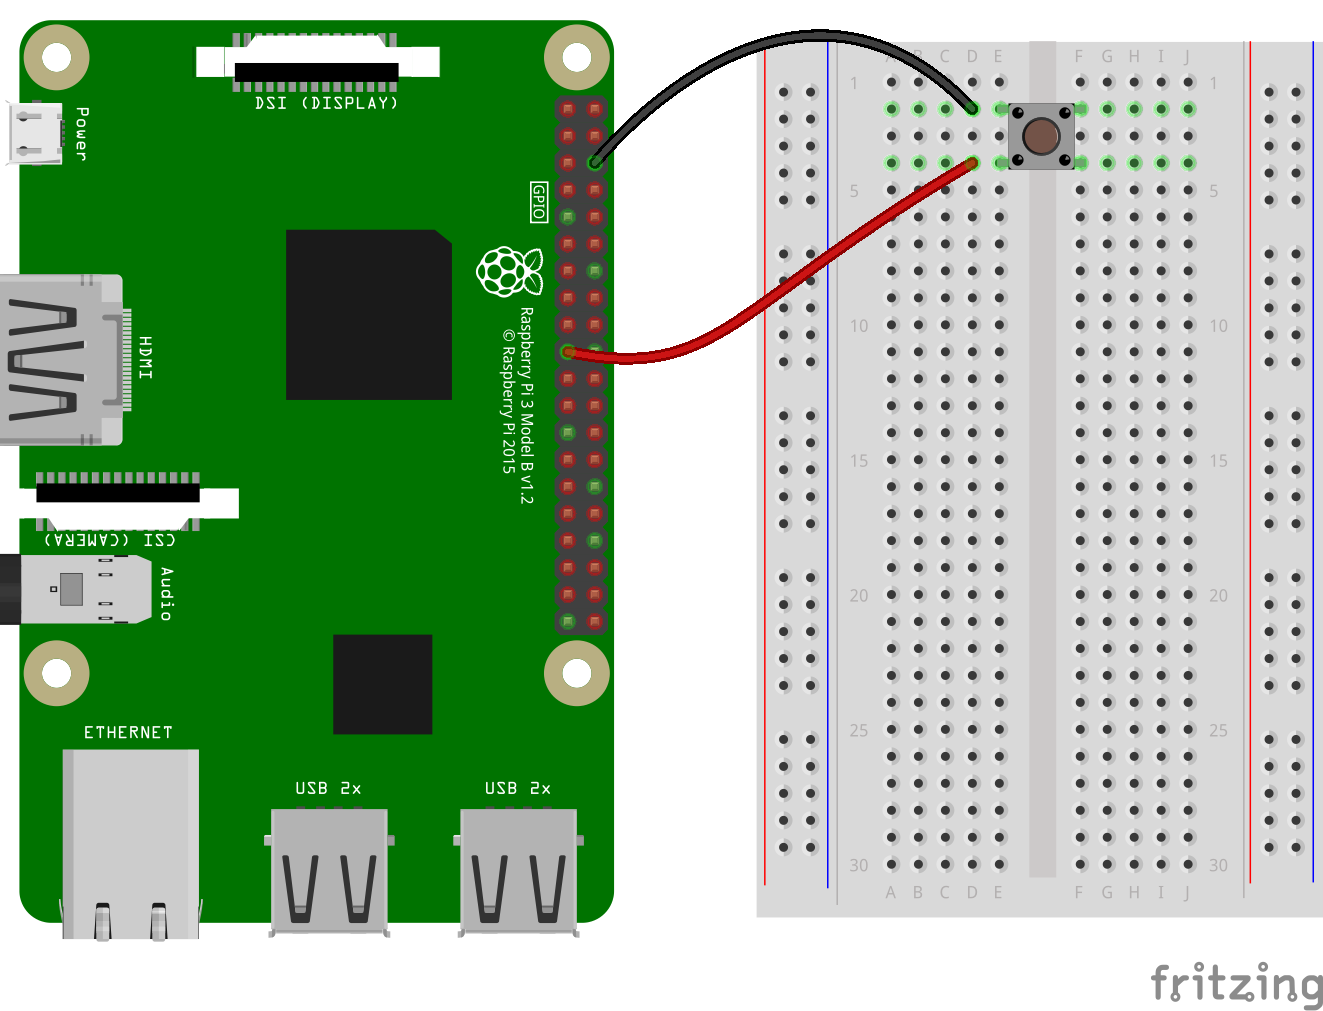 DSI (DISPLAY)
Power
GPIO
HDMI
Raspberry Pi 3 Model B v1.2
© Raspberry Pi 2015
CSI (CAMERA)
Audio
ETHERNET
USB 2x
USB 2x
A B C D E F G H I J
1 1
5 5
10 10
15 15
20 20
25 25
30 30
A B C D E F G H I J
fritzing